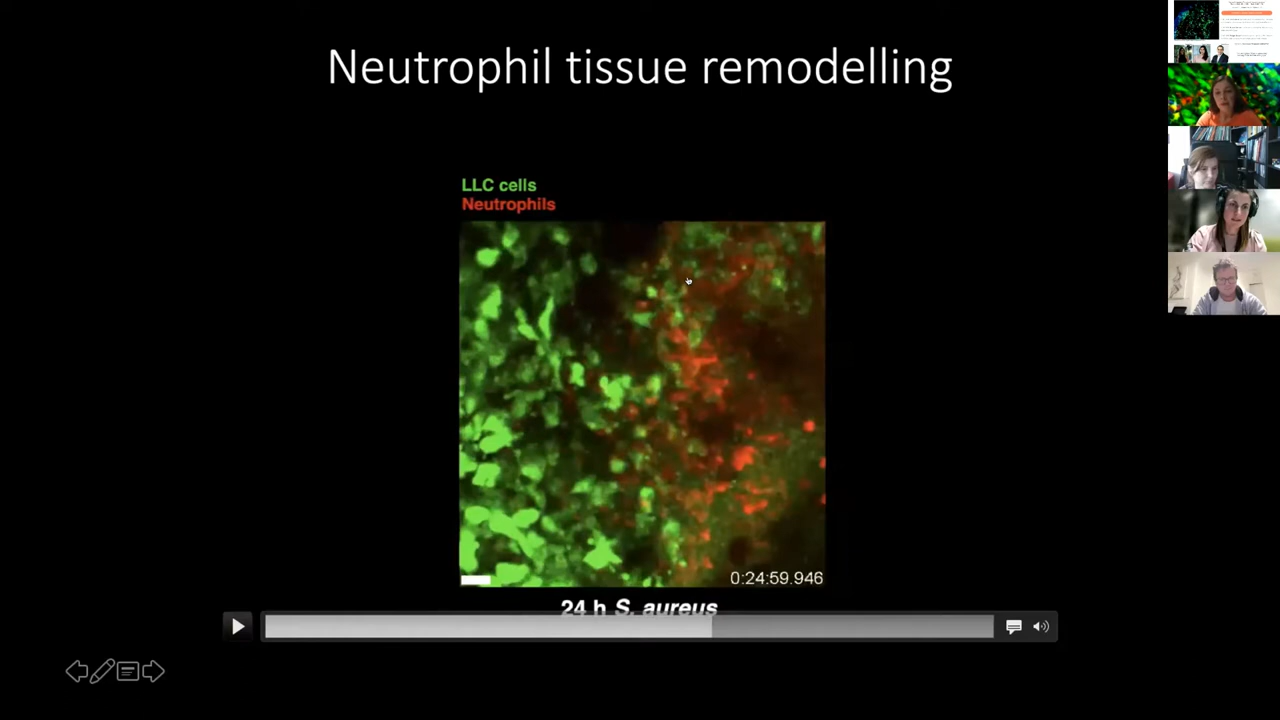 Neutrophil tissue remodelling
LLC cells
Neutrophils
0:24:59.946
24 h S. aureus